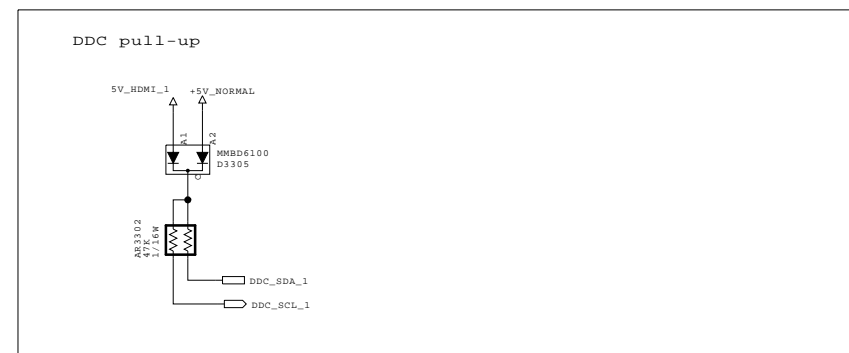 DDC pull-up
5V_HDMI_1
+5V_NORMAL
A1
A2
MMBD6100
D3305
C
AR3302
47K
1/16W
DDC_SDA_1
DDC_SCL_1